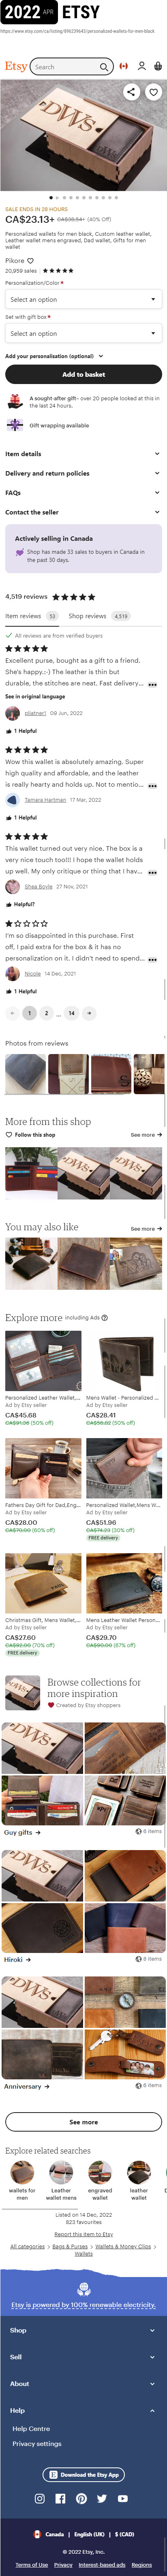 2022 APR ETSY
https://www.etsy.com/ca/listing/896239643/personalized-wallets-for-men-black
Etsy
Search
SALE ENDS IN 28 HOURS
CA$23.13+ CA$38.54+ (40% Off)
Personalized wallets for men black, Custom leather wallet,
Leather wallet mens engraved, Dad wallet, Gifts for men
wallet
Pikore
20,959 sales
Personalization/Color *
Select an option
Set with gift box *
Select an option
Add your personalisation (optional)
Add to basket
A sought-after gift – over 20 people looked at this in
the last 24 hours.
Gift wrapping available
Item details
Delivery and return policies
FAQs
Contact the seller
Actively selling in Canada
Shop has made 33 sales to buyers in Canada in
the past 30 days.
4,519 reviews
Item reviews 53 Shop reviews 4,519
All reviews are from verified buyers
Excellent quality, bought as a gift for a friend.
She's happy.:-) The leather is thin but
durable, the stitches are neat. Fast delivery...
See in original language
09 Jun, 2022
1 Helpful
Wow this wallet is absolutely amazing. Super
high quality and affordable, and the leather
is really hearty and holds up. Not to mention...
Tamara Hartman 17 Mar, 2022
1 Helpful
This wallet turned out very nice. The box is a
very nice touch too!!! I hope the wallet holds
up well. My only critique or thing that I hav...
Shea Boyle 27 Nov, 2021
Helpful?
I'm so disappointed in this purchase. First
off, I paid extra for the box & it has no
personalization on it. I didn't need to spend...
Nicole 14 Dec, 2021
1 Helpful
1 2 ... 14
Photos from reviews
More from this shop
Follow this shop See more
You may also like
See more
Explore more including Ads
Personalized Leather Wallet,...
Ad by Etsy seller
CA$45.68
CA$91.36 (50% off)
Mens Wallet - Personalized ...
Ad by Etsy seller
CA$28.41
(50% off)
Fathers Day Gift for Dad,Eng...
Ad by Etsy seller
CA$28.00
CA$70.00 (60% off)
Personalized Wallet,Mens W...
Ad by Etsy seller
CA$51.96
CA$74.23 (30% off)
FREE delivery
Christmas Gift, Mens Wallet,...
Ad by Etsy seller
CA$27.60
CA$92.00 (70% off)
FREE delivery
Mens Leather Wallet Person...
Ad by Etsy seller
CA$29.70
CA$90.00 (67% off)
Browse collections for
more inspiration
Created by Etsy shoppers
Guy gifts 6 items
Hiroki 8 items
Anniversary 6 items
See more
Explore related searches
wallets for
men
Leather
wallet mens
engraved
wallet
leather
wallet
Listed on 14 Dec, 2022
823 favourites
Report this item to Etsy
All categories Bags & Purses Wallets & Money Clips
Wallets
Etsy is powered by 100% renewable electricity.
Shop
Sell
About
Help
Help Centre
Privacy settings
Download the Etsy App
Canada | English (UK) | $ (CAD)
© 2022 Etsy, Inc.
Terms of Use Privacy Interest-based ads Regions